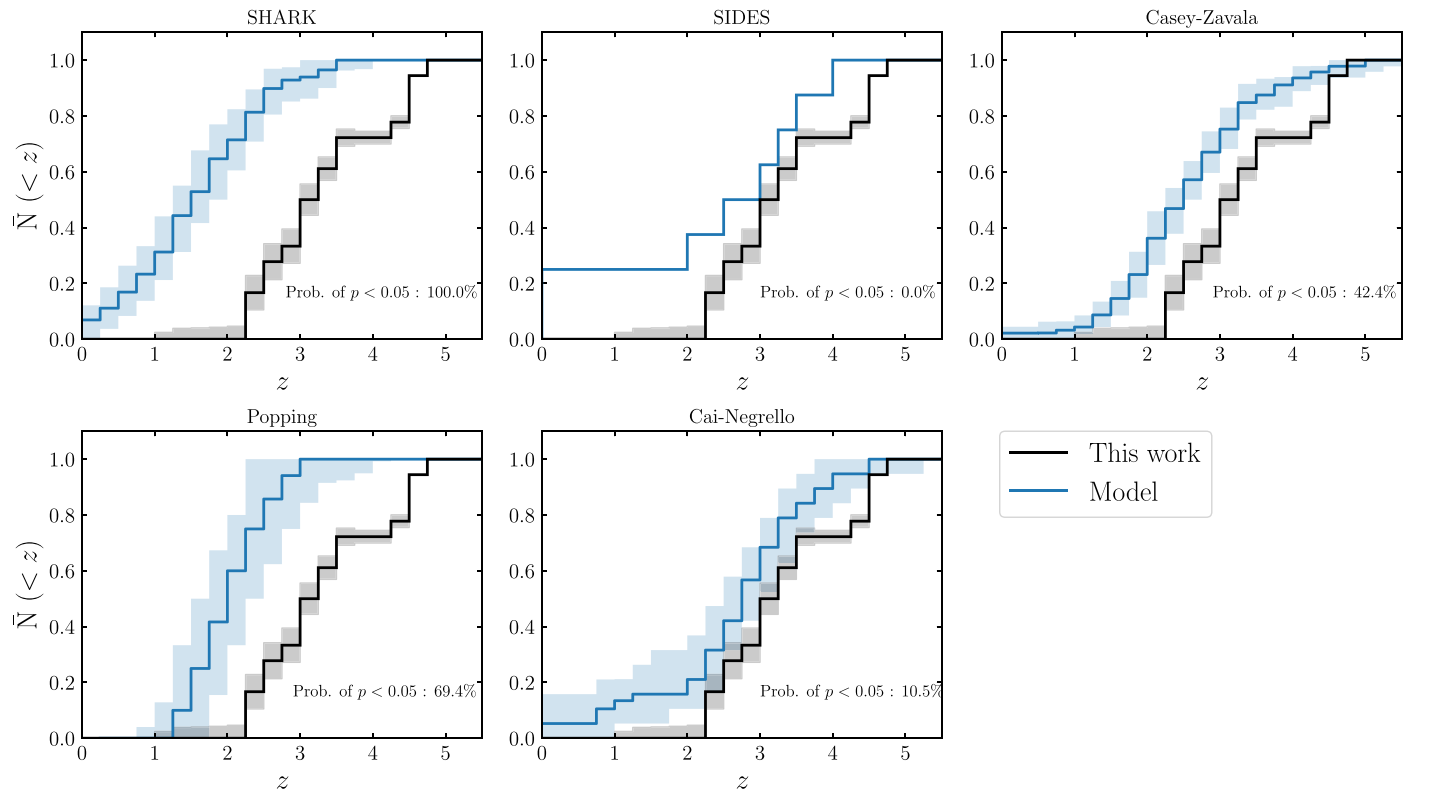 SHARK
1.0
0.8
0.6
0.4
0.2
0.0
N̄ (< z)
Prob. of p < 0.05 : 100.0%
0 1 2 3 4 5
z
SIDES
1.0
0.8
0.6
0.4
0.2
0.0
Prob. of p < 0.05 : 0.0%
0 1 2 3 4 5
z
Casey-Zavala
1.0
0.8
0.6
0.4
0.2
0.0
Prob. of p < 0.05 : 42.4%
0 1 2 3 4 5
z
Popping
1.0
0.8
0.6
0.4
0.2
0.0
N̄ (< z)
Prob. of p < 0.05 : 69.4%
0 1 2 3 4 5
z
Cai-Negrello
1.0
0.8
0.6
0.4
0.2
0.0
Prob. of p < 0.05 : 10.5%
0 1 2 3 4 5
z
This work
Model